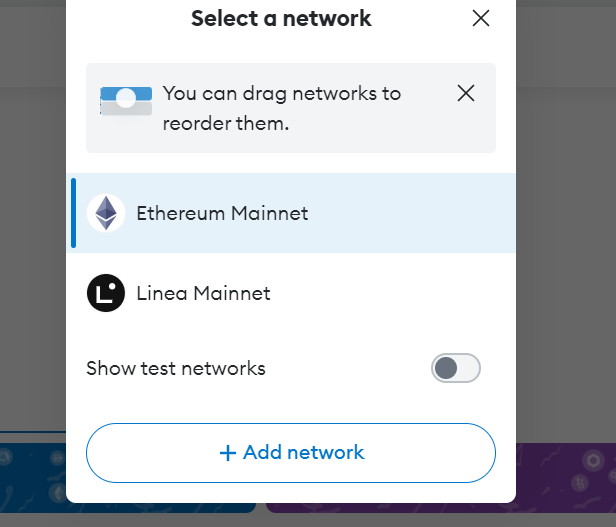 Select a network
You can drag networks to
reorder them.
Ethereum Mainnet
Linea Mainnet
Show test networks
+ Add network